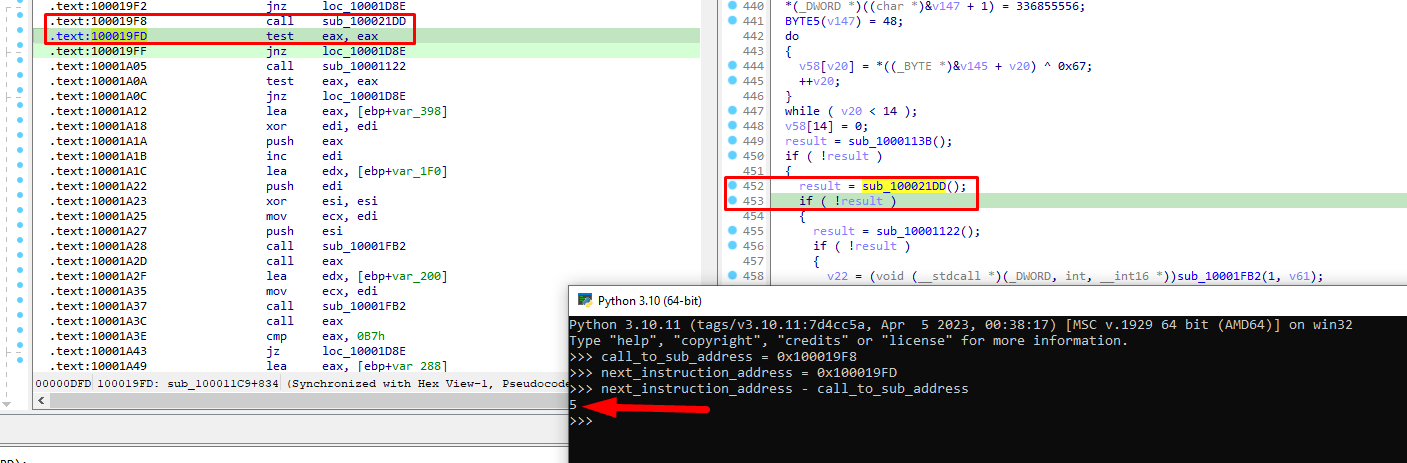 .text:100019F2 jnz loc_10001D8E
.text:100019F8 call sub_100021DD
.text:100019FD test eax, eax
.text:100019FF jnz loc_10001D8E
.text:10001A05 call sub_10001122
.text:10001A0A test eax, eax
.text:10001A0C jnz loc_10001D8E
.text:10001A12 lea eax, [ebp+var_398]
.text:10001A18 xor edi, edi
.text:10001A1A push eax
.text:10001A1B inc edi
.text:10001A1C lea edx, [ebp+var_1F0]
.text:10001A22 push edi
.text:10001A23 xor esi, esi
.text:10001A25 mov ecx, edi
.text:10001A27 push esi
.text:10001A28 call sub_10001FB2
.text:10001A2D call eax
.text:10001A2F lea edx, [ebp+var_200]
.text:10001A35 mov ecx, edi
.text:10001A37 call sub_10001FB2
.text:10001A3C call eax
.text:10001A3E cmp eax, 0B7h
.text:10001A43 jz loc_10001D8E
.text:10001A49 lea edx, [ebp+var_288]
00000DFD 100019FD: sub_100011C9+834 (Synchronized with Hex View-1, Pseudocode
440 *(_DWORD *)((char *)&v147 + 1) = 336855556;
441 BYTE5(v147) = 48;
442 do
443 {
444 v58[v20] = *((_BYTE *)&v145 + v20) ^ 0x67;
445 ++v20;
446 }
447 while ( v20 < 14 );
448 v58[14] = 0;
449 result = sub_1000113B();
450 if ( !result )
451 {
452 result = sub_100021DD();
453 if ( !result )
454 {
455 result = sub_10001122();
456 if ( !result )
457 {
458 v22 = (void (__stdcall *)(_DWORD, int, __int16 *))sub_10001FB2(1, v61);
Python 3.10 (64-bit)
Python 3.10.11 (tags/v3.10.11:7d4cc5a, Apr 5 2023, 00:38:17) [MSC v.1929 64 bit (AMD64)] on win32
Type "help", "copyright", "credits" or "license" for more information.
>>> call_to_sub_address = 0x100019F8
>>> next_instruction_address = 0x100019FD
>>> next_instruction_address - call_to_sub_address
5
>>>